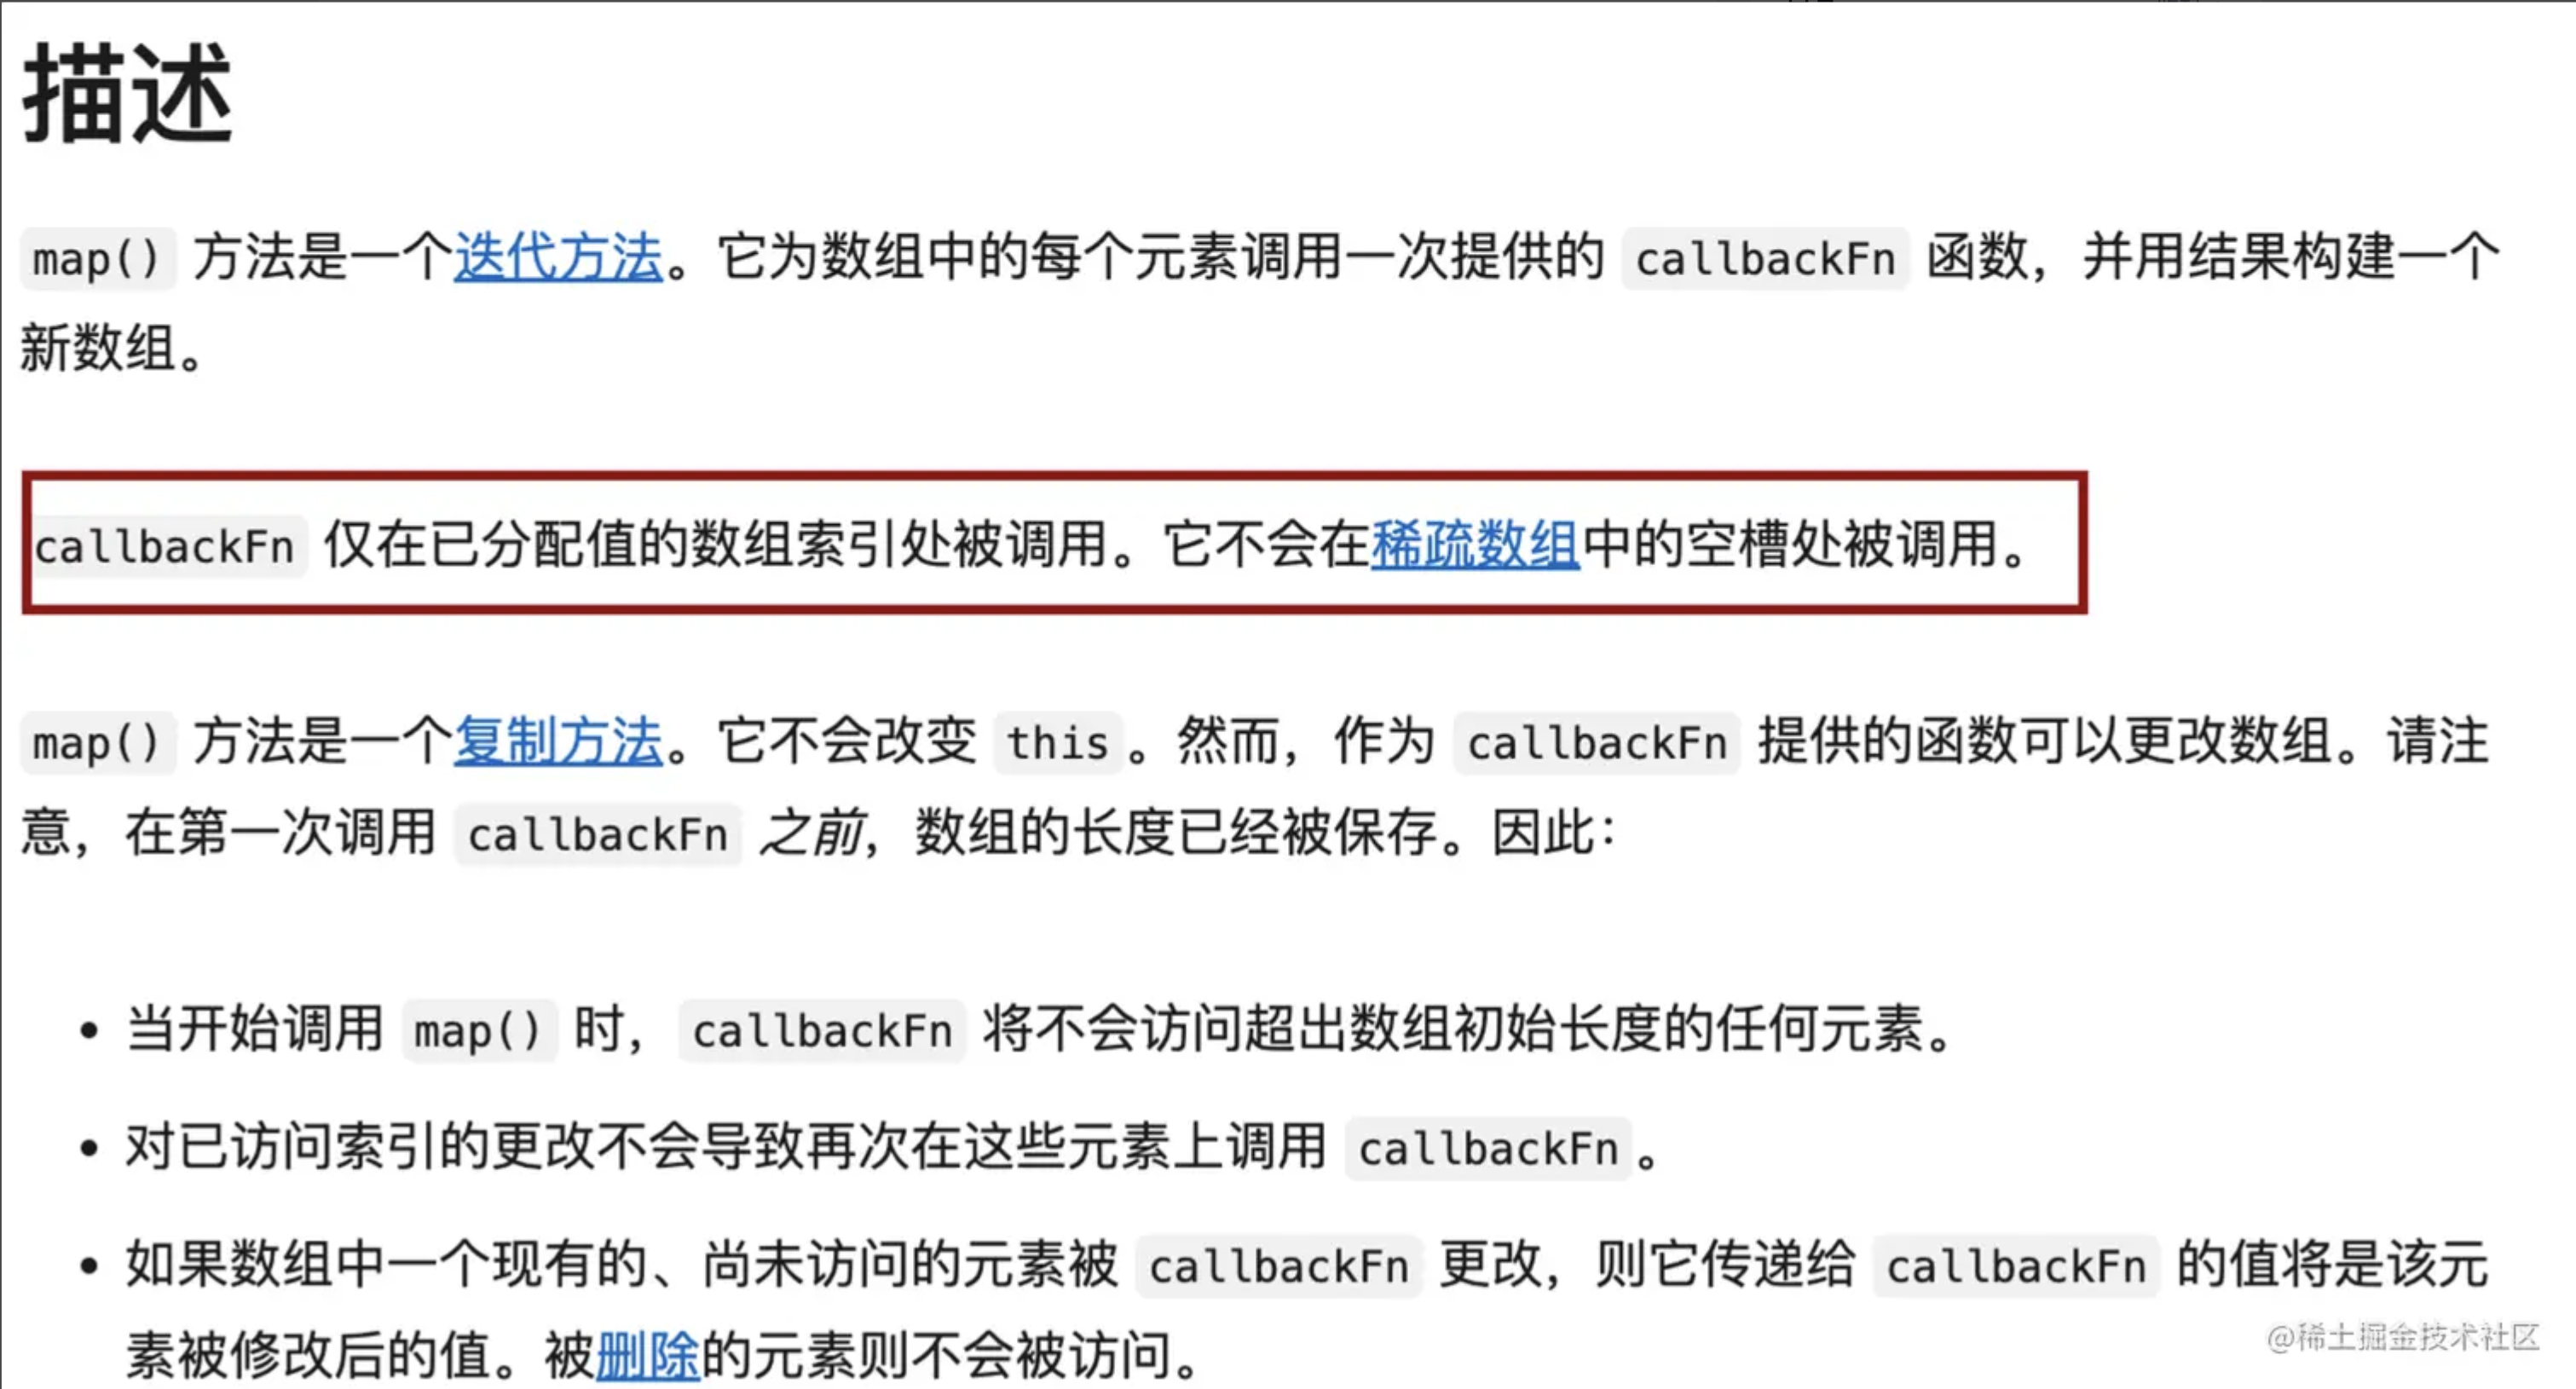 描述
map() 方法是一个迭代方法。它为数组中的每个元素调用一次提供的 callbackFn 函数，并用结果构建一个
新数组。
callbackFn 仅在已分配值的数组索引处被调用。它不会在稀疏数组中的空槽处被调用。
map() 方法是一个复制方法。它不会改变 this。然而，作为 callbackFn 提供的函数可以更改数组。请注
意，在第一次调用 callbackFn 之前，数组的长度已经被保存。因此：
• 当开始调用 map() 时，callbackFn 将不会访问超出数组初始长度的任何元素。
• 对已访问索引的更改不会导致再次在这些元素上调用 callbackFn。
• 如果数组中一个现有的、尚未访问的元素被 callbackFn 更改，则它传递给 callbackFn 的值将是该元
素被修改后的值。被删除的元素则不会被访问。
@稀土掘金技术社区